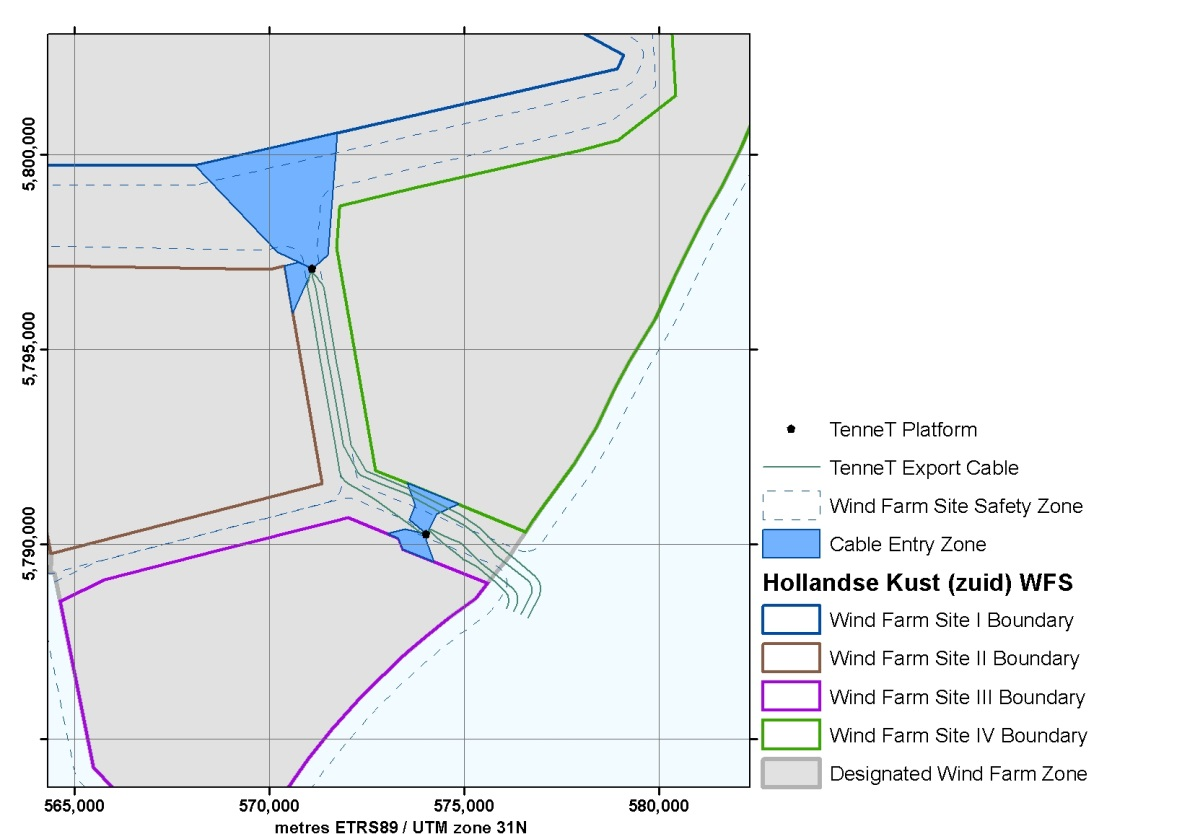 5,800,000
5,795,000
5,790,000
565,000
570,000
575,000
580,000
metres ETRS89 / UTM zone 31N
TenneT Platform
TenneT Export Cable
Wind Farm Site Safety Zone
Cable Entry Zone
Hollandse Kust (zuid) WFS
Wind Farm Site I Boundary
Wind Farm Site II Boundary
Wind Farm Site III Boundary
Wind Farm Site IV Boundary
Designated Wind Farm Zone